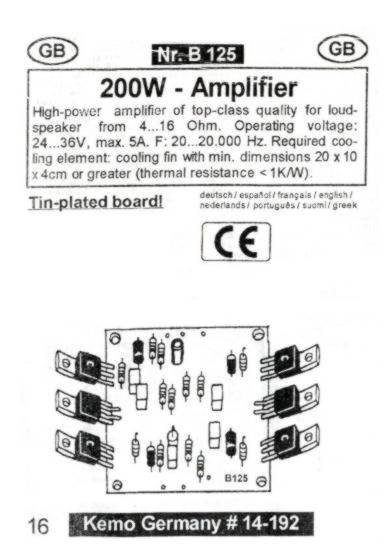 GB
Nr. B 125
GB
200W - Amplifier
High-power amplifier of top-class quality for loud-
speaker from 4...16 Ohm. Operating voltage:
24...36V, max. 5A. F: 20...20.000 Hz. Required coo-
ling element: cooling fin with min. dimensions 20 x 10
x 4cm or greater (thermal resistance < 1K/W).
Tin-plated board!
deutsch / español / français / english /
nederlands / português / suomi / greek
CE
B125
16
Kemo Germany # 14-192